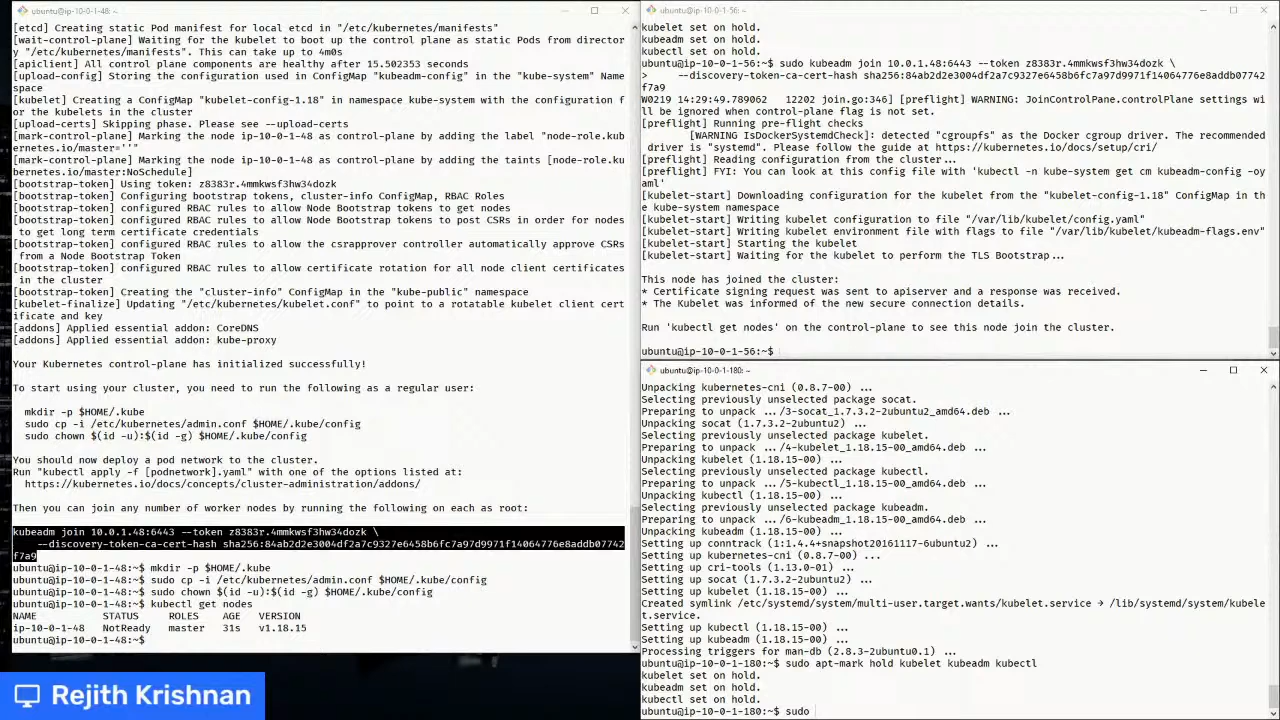 ubuntu@ip-10-0-1-48: ~
[etcd] Creating static Pod manifest for local etcd in "/etc/kubernetes/manifests"
[wait-control-plane] Waiting for the kubelet to boot up the control plane as static Pods from director
y "/etc/kubernetes/manifests". This can take up to 4m0s
[apiclient] All control plane components are healthy after 15.502353 seconds
[upload-config] Storing the configuration used in ConfigMap "kubeadm-config" in the "kube-system" Name
space
[kubelet] Creating a ConfigMap "kubelet-config-1.18" in namespace kube-system with the configuration f
or the kubelets in the cluster
[upload-certs] Skipping phase. Please see --upload-certs
[mark-control-plane] Marking the node ip-10-0-1-48 as control-plane by adding the label "node-role.kub
ernetes.io/master=''"
[mark-control-plane] Marking the node ip-10-0-1-48 as control-plane by adding the taints [node-role.ku
bernetes.io/master:NoSchedule]
[bootstrap-token] Using token: z8383r.4mmkwsf3hw34dozk
[bootstrap-token] Configuring bootstrap tokens, cluster-info ConfigMap, RBAC Roles
[bootstrap-token] configured RBAC rules to allow Node Bootstrap tokens to get nodes
[bootstrap-token] configured RBAC rules to allow Node Bootstrap tokens to post CSRs in order for nodes
 to get long term certificate credentials
[bootstrap-token] configured RBAC rules to allow the csrapprover controller automatically approve CSRs
 from a Node Bootstrap Token
[bootstrap-token] configured RBAC rules to allow certificate rotation for all node client certificates
 in the cluster
[bootstrap-token] Creating the "cluster-info" ConfigMap in the "kube-public" namespace
[kubelet-finalize] Updating "/etc/kubernetes/kubelet.conf" to point to a rotatable kubelet client cert
ificate and key
[addons] Applied essential addon: CoreDNS
[addons] Applied essential addon: kube-proxy
Your Kubernetes control-plane has initialized successfully!
To start using your cluster, you need to run the following as a regular user:
mkdir -p $HOME/.kube
sudo cp -i /etc/kubernetes/admin.conf $HOME/.kube/config
sudo chown $(id -u):$(id -g) $HOME/.kube/config
You should now deploy a pod network to the cluster.
Run "kubectl apply -f [podnetwork].yaml" with one of the options listed at:
https://kubernetes.io/docs/concepts/cluster-administration/addons/
Then you can join any number of worker nodes by running the following on each as root:
kubeadm join 10.0.1.48:6443 --token z8383r.4mmkwsf3hw34dozk \
--discovery-token-ca-cert-hash sha256:84ab2d2e3004df2a7c9327e6458b6fc7a97d9971f14064776e8addb07742
f7a9
ubuntu@ip-10-0-1-48:~$ mkdir -p $HOME/.kube
ubuntu@ip-10-0-1-48:~$ sudo cp -i /etc/kubernetes/admin.conf $HOME/.kube/config
ubuntu@ip-10-0-1-48:~$ sudo chown $(id -u):$(id -g) $HOME/.kube/config
ubuntu@ip-10-0-1-48:~$ kubectl get nodes
NAME STATUS ROLES AGE VERSION
ip-10-0-1-48 NotReady master 31s v1.18.15
ubuntu@ip-10-0-1-48:~$
Rejith Krishnan
ubuntu@ip-10-0-1-56: ~
kubelet set on hold.
kubeadm set on hold.
kubectl set on hold.
ubuntu@ip-10-0-1-56:~$ sudo kubeadm join 10.0.1.48:6443 --token z8383r.4mmkwsf3hw34dozk \
> --discovery-token-ca-cert-hash sha256:84ab2d2e3004df2a7c9327e6458b6fc7a97d9971f14064776e8addb07742
f7a9
W0219 14:29:49.789062 12202 join.go:346] [preflight] WARNING: JoinControlPane.controlPlane settings wi
ll be ignored when control-plane flag is not set.
[preflight] Running pre-flight checks
[WARNING IsDockerSystemdCheck]: detected "cgroupfs" as the Docker cgroup driver. The recommended
driver is "systemd". Please follow the guide at https://kubernetes.io/docs/setup/cri/
[preflight] Reading configuration from the cluster...
[preflight] FYI: You can look at this config file with 'kubectl -n kube-system get cm kubeadm-config -oy
aml'
[kubelet-start] Downloading configuration for the kubelet from the "kubelet-config-1.18" ConfigMap in th
e kube-system namespace
[kubelet-start] Writing kubelet configuration to file "/var/lib/kubelet/config.yaml"
[kubelet-start] Writing kubelet environment file with flags to file "/var/lib/kubelet/kubeadm-flags.env"
[kubelet-start] Starting the kubelet
[kubelet-start] Waiting for the kubelet to perform the TLS Bootstrap...
This node has joined the cluster:
* Certificate signing request was sent to apiserver and a response was received.
* The Kubelet was informed of the new secure connection details.
Run 'kubectl get nodes' on the control-plane to see this node join the cluster.
ubuntu@ip-10-0-1-56:~$
ubuntu@ip-10-0-1-180: ~
Unpacking kubernetes-cni (0.8.7-00) ...
Selecting previously unselected package socat.
Preparing to unpack .../3-socat_1.7.3.2-2ubuntu2_amd64.deb ...
Unpacking socat (1.7.3.2-2ubuntu2) ...
Selecting previously unselected package kubelet.
Preparing to unpack .../4-kubelet_1.18.15-00_amd64.deb ...
Unpacking kubelet (1.18.15-00) ...
Selecting previously unselected package kubectl.
Preparing to unpack .../5-kubectl_1.18.15-00_amd64.deb ...
Unpacking kubectl (1.18.15-00) ...
Selecting previously unselected package kubeadm.
Preparing to unpack .../6-kubeadm_1.18.15-00_amd64.deb ...
Unpacking kubeadm (1.18.15-00) ...
Setting up conntrack (1:1.4.4+snapshot20161117-6ubuntu2) ...
Setting up kubernetes-cni (0.8.7-00) ...
Setting up cri-tools (1.13.0-01) ...
Setting up socat (1.7.3.2-2ubuntu2) ...
Setting up kubelet (1.18.15-00) ...
Created symlink /etc/systemd/system/multi-user.target.wants/kubelet.service → /lib/systemd/system/kubele
t.service.
Setting up kubectl (1.18.15-00) ...
Setting up kubeadm (1.18.15-00) ...
Processing triggers for man-db (2.8.3-2ubuntu0.1) ...
ubuntu@ip-10-0-1-180:~$ sudo apt-mark hold kubelet kubeadm kubectl
kubelet set on hold.
kubeadm set on hold.
kubectl set on hold.
ubuntu@ip-10-0-1-180:~$ sudo